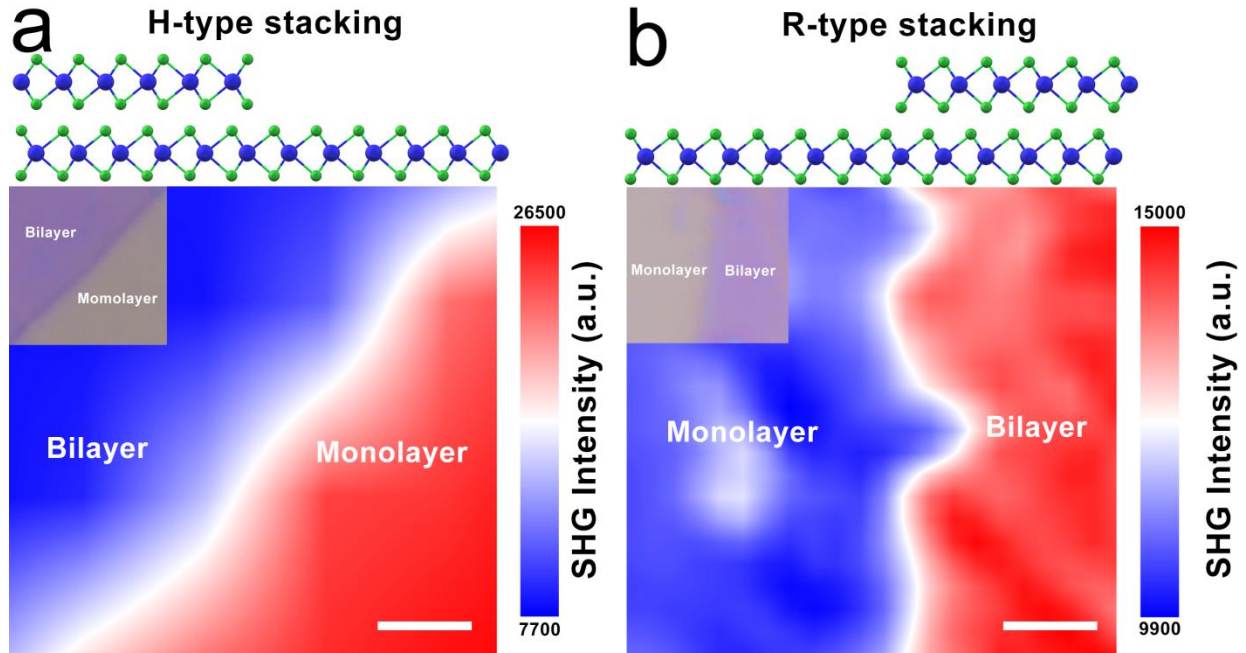 a
H-type stacking
Bilayer
Momolayer
Bilayer
Monolayer
26500
SHG Intensity (a.u.)
7700
b
R-type stacking
Monolayer
Bilayer
Monolayer
Bilayer
15000
SHG Intensity (a.u.)
9900